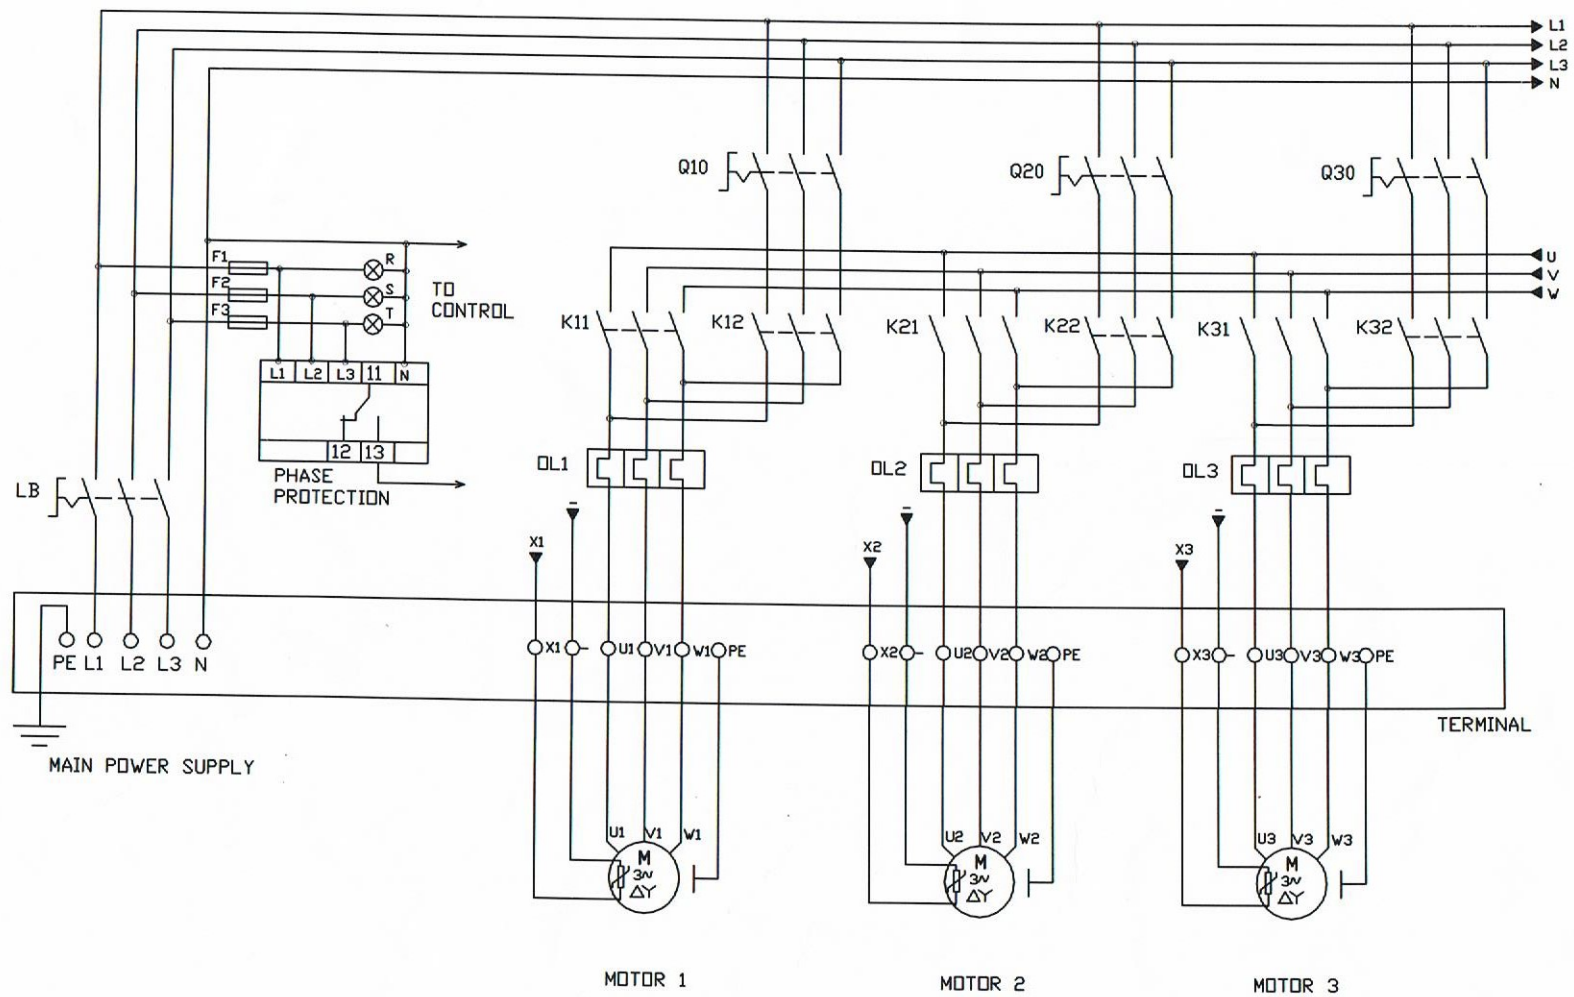 L1
L2
L3
N
Q10
Q20
Q30
U
V
W
F1
R
F2
S
F3
T
TO
CONTROL
K11
K12
K21
K22
K31
K32
L1 L2 L3 11 N
12 13
PHASE
PROTECTION
LB
OL1
OL2
OL3
-
-
-
X1
X2
X3
PE L1 L2 L3 N
X1 - U1 V1 W1 PE
X2 - U2 V2 W2 PE
X3 - U3 V3 W3 PE
TERMINAL
MAIN POWER SUPPLY
U1 V1 W1
M
3~
ΔY
U2 V2 W2
M
3~
ΔY
U3 V3 W3
M
3~
ΔY
MOTOR 1
MOTOR 2
MOTOR 3